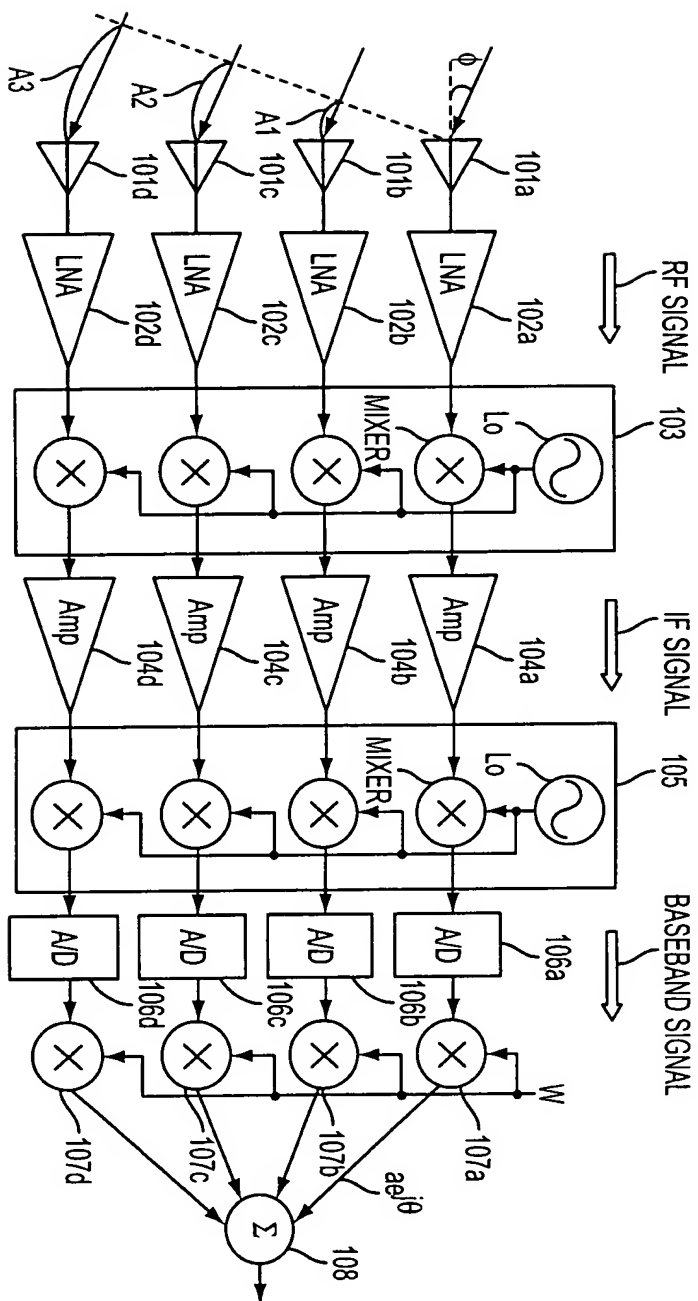 RF SIGNAL
IF SIGNAL
BASEBAND SIGNAL
103
105
Lo
Lo
MIXER
MIXER
W
ϕ
101a
LNA
102a
Amp
104a
A/D
106a
107a
ae^jθ
A1
101b
LNA
102b
Amp
104b
A/D
106b
107b
Σ
108
A2
101c
LNA
102c
Amp
104c
A/D
106c
107c
A3
101d
LNA
102d
Amp
104d
A/D
106d
107d